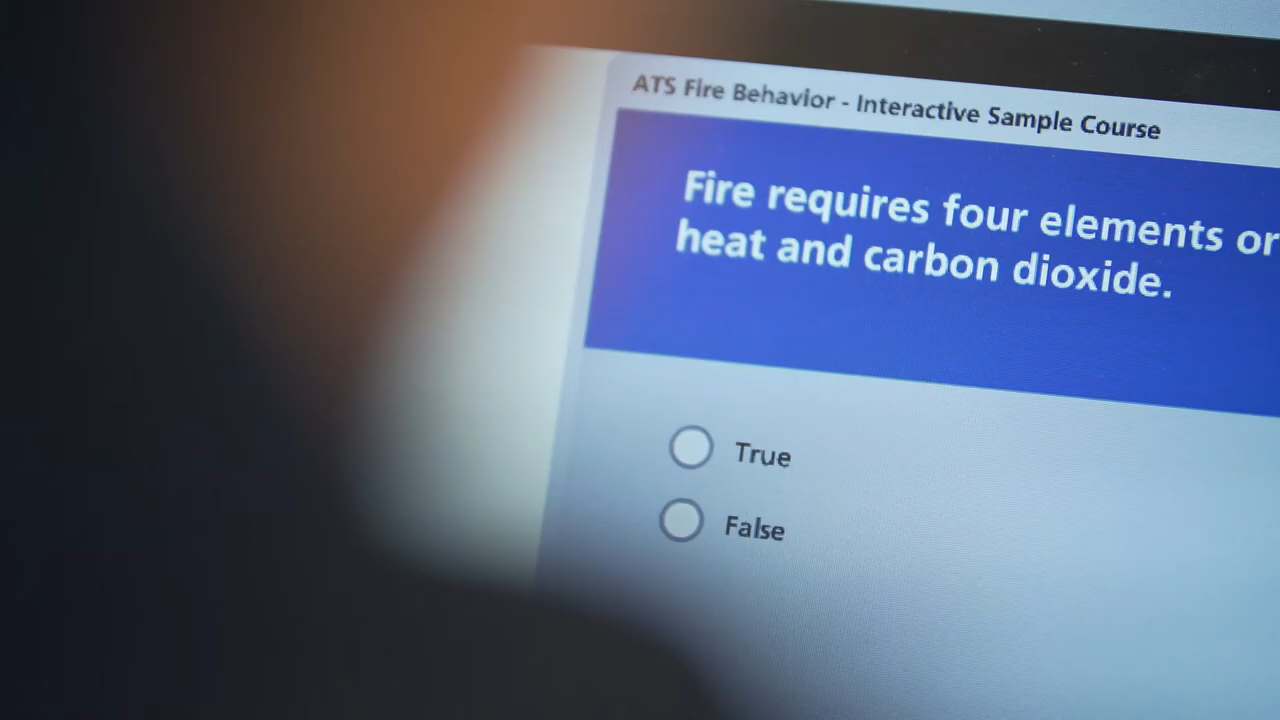 ATS Fire Behavior - Interactive Sample Course
Fire requires four elements or
heat and carbon dioxide.
True
False